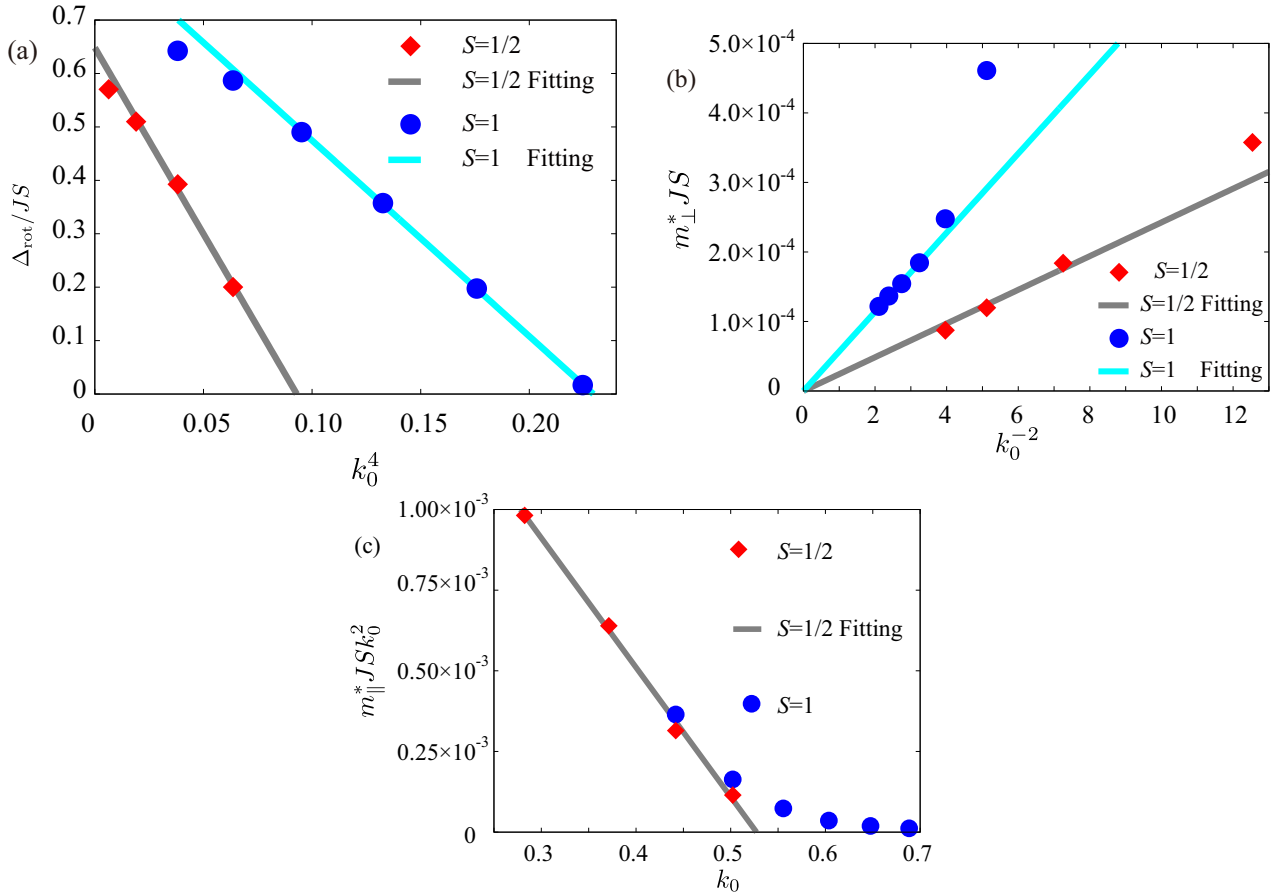 (a)
0.7
0.6
0.5
0.4
0.3
0.2
0.1
0
Δrot/JS
S=1/2
S=1/2 Fitting
S=1
S=1 Fitting
0 0.05 0.10 0.15 0.20
k₀⁴
(b)
5.0×10⁻⁴
4.0×10⁻⁴
3.0×10⁻⁴
2.0×10⁻⁴
1.0×10⁻⁴
0
m*⊥JS
S=1/2
S=1/2 Fitting
S=1
S=1 Fitting
0 2 4 6 8 10 12
k₀⁻²
(c)
1.00×10⁻³
0.75×10⁻³
0.50×10⁻³
0.25×10⁻³
0
m*∥JSk₀²
S=1/2
S=1/2 Fitting
S=1
0.3 0.4 0.5 0.6 0.7
k₀